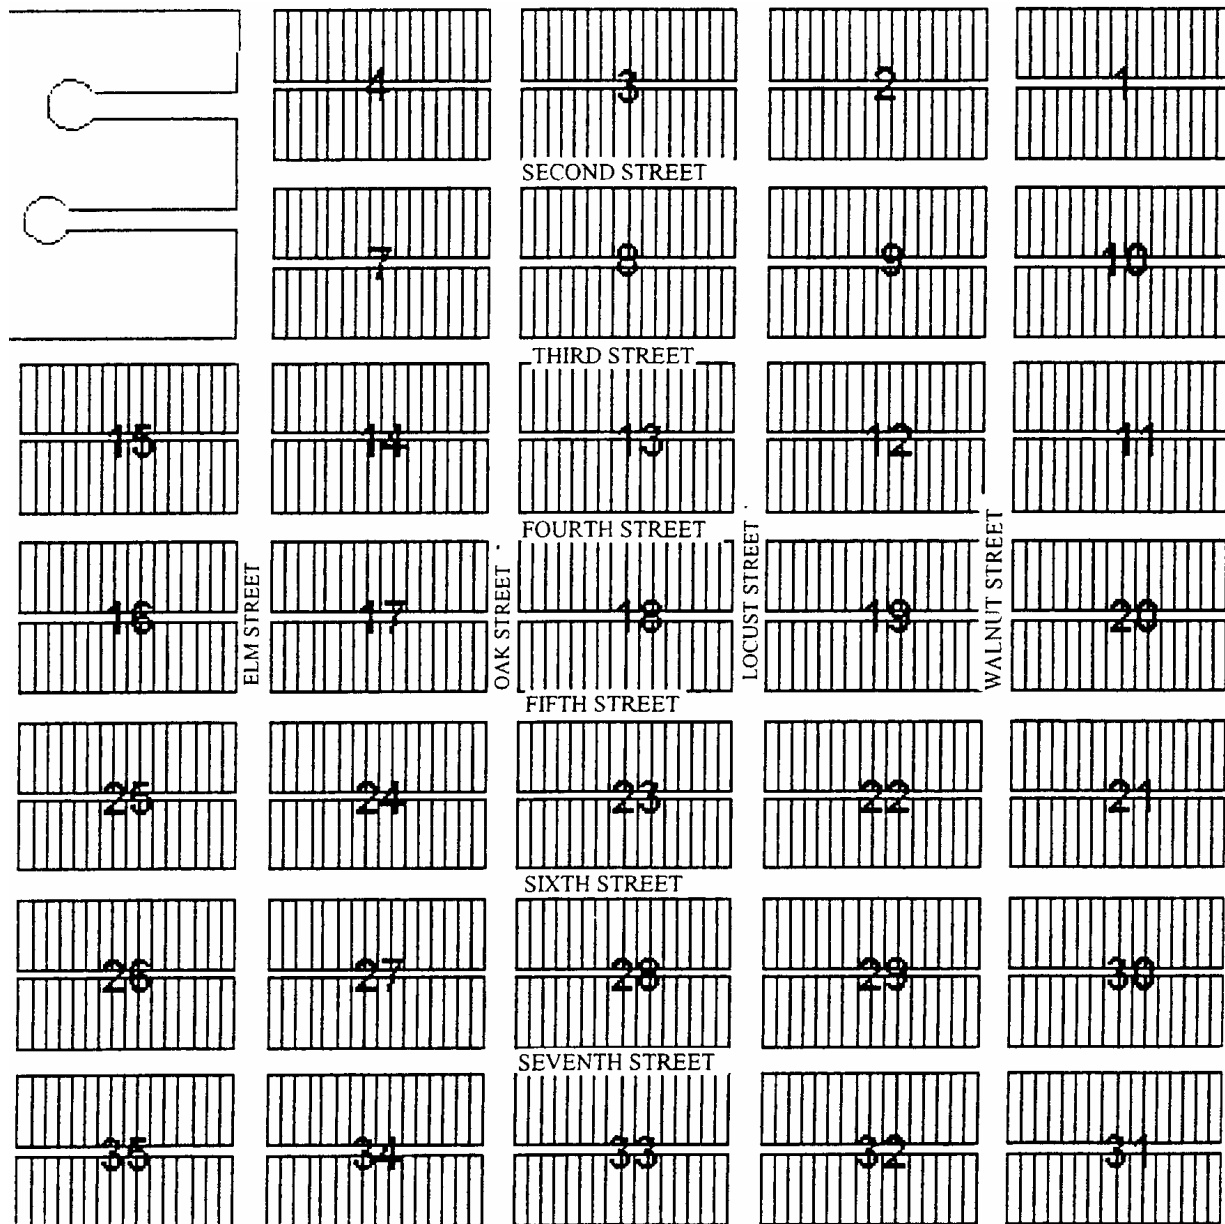 4 3 2 1
SECOND STREET
7 8 9 10
THIRD STREET
15 14 13 12 11
FOURTH STREET
ELM STREET
OAK STREET
LOCUST STREET
WALNUT STREET
16 17 18 19 20
FIFTH STREET
25 24 23 22 21
SIXTH STREET
26 27 28 29 30
SEVENTH STREET
35 34 33 32 31